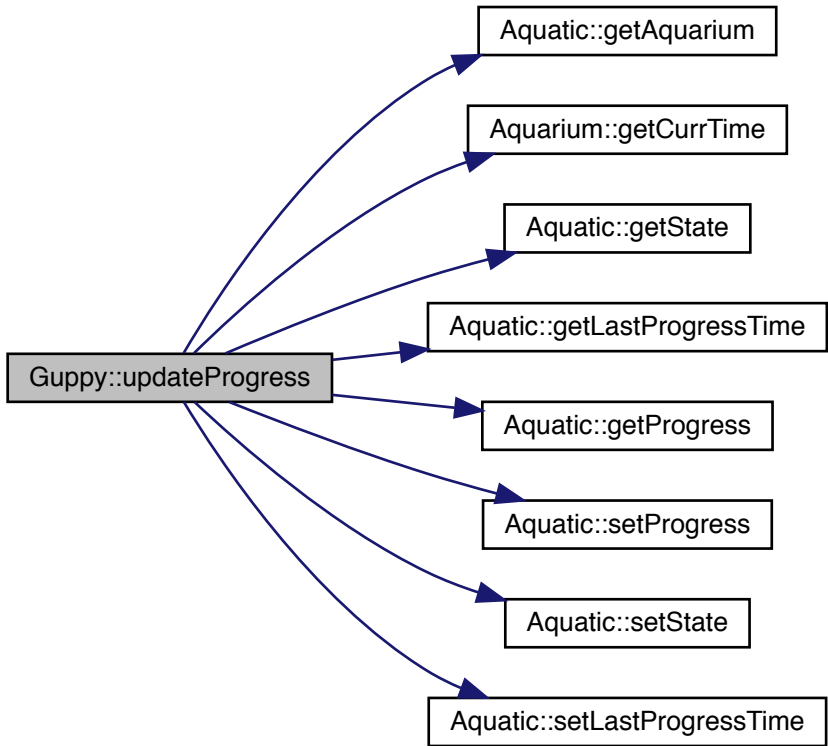 Aquatic::getAquarium
Aquarium::getCurrTime
Aquatic::getState
Aquatic::getLastProgressTime
Guppy::updateProgress
Aquatic::getProgress
Aquatic::setProgress
Aquatic::setState
Aquatic::setLastProgressTime